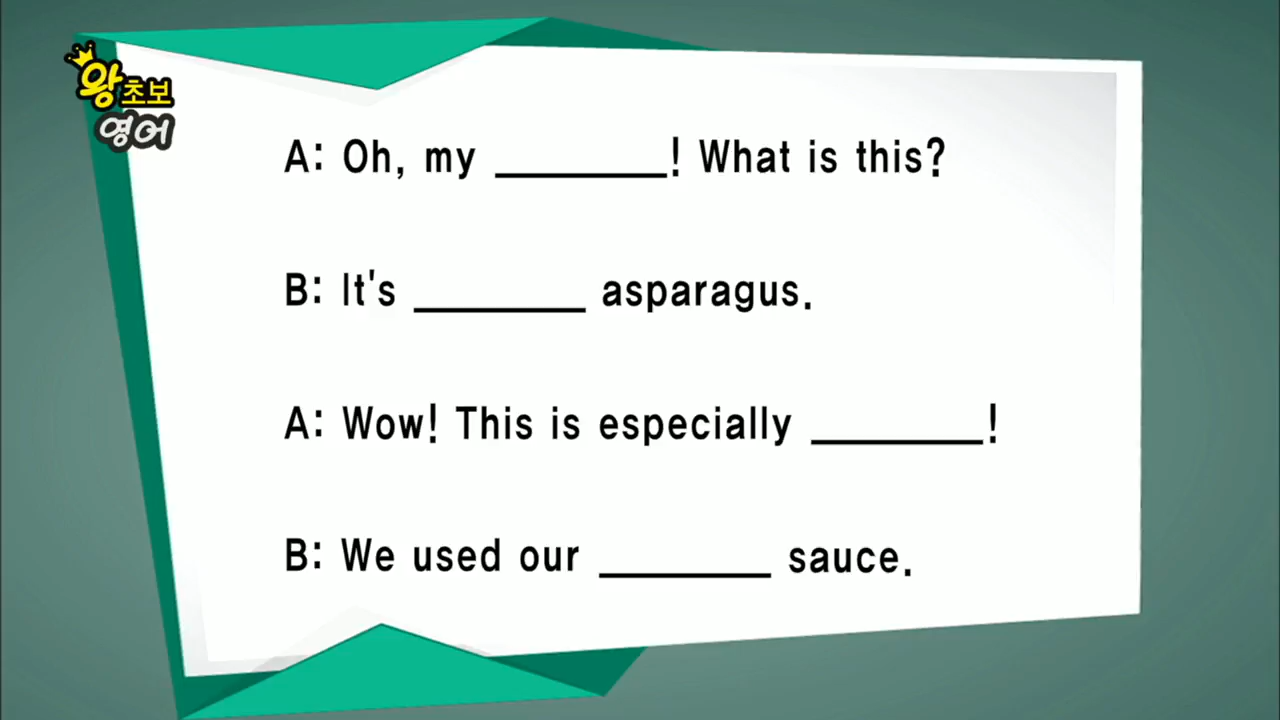 왕초보
영어
A: Oh, my ________! What is this?
B: It's ________ asparagus.
A: Wow! This is especially ________!
B: We used our ________ sauce.